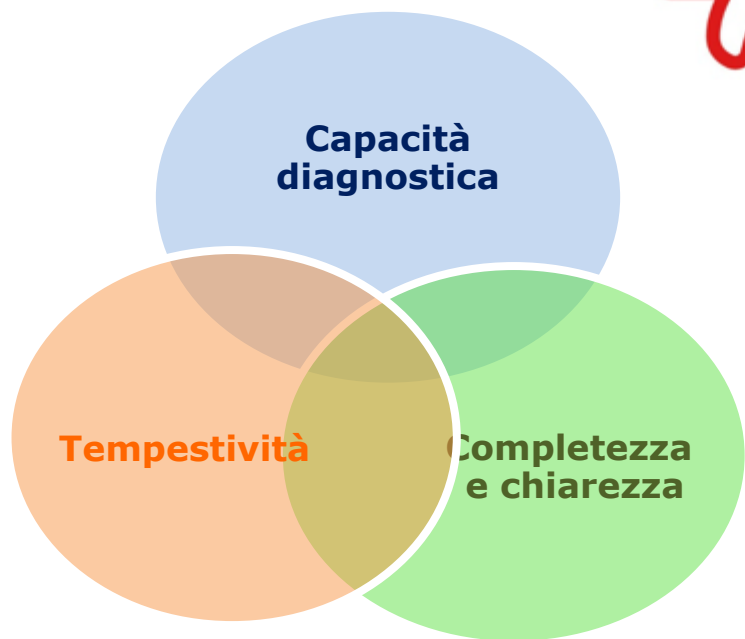 Capacità
diagnostica
Tempestività
Completezza
e chiarezza